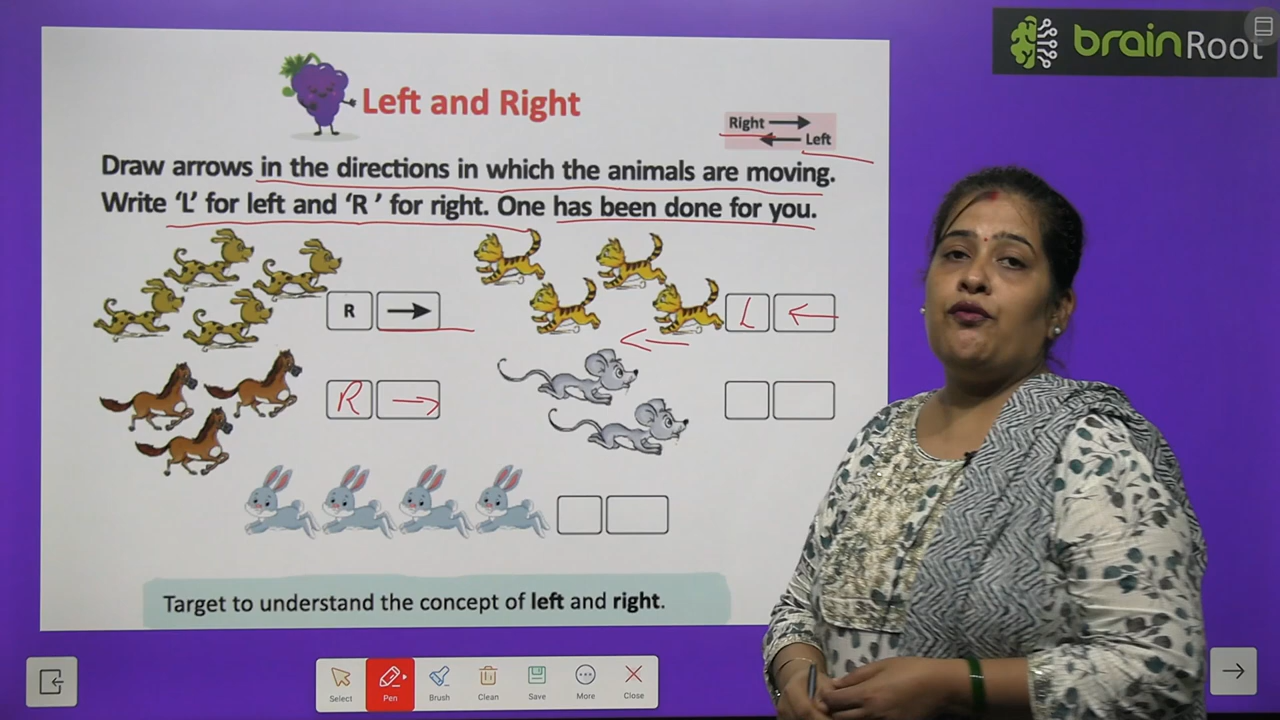 brainRoot
Left and Right
Right
Left
Draw arrows in the directions in which the animals are moving.
Write ‘L’ for left and ‘R ’ for right. One has been done for you.
R
L
R
Target to understand the concept of left and right.
Select
Pen
Brush
Clean
Save
More
Close